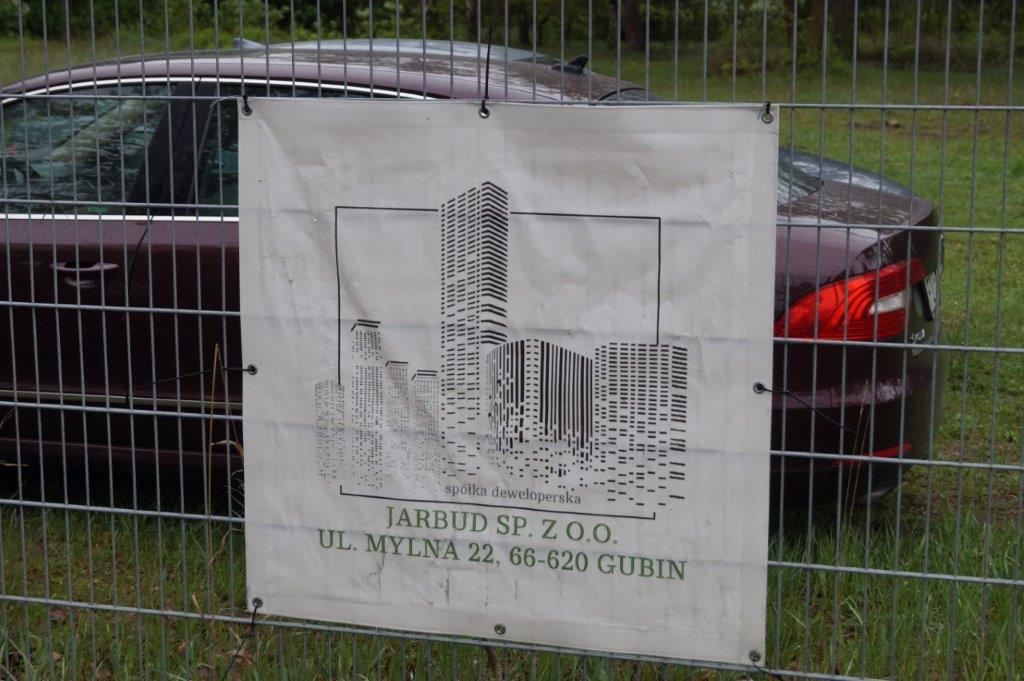 spółka deweloperska
JARBUD SP. Z O.O.
UL. MYLNA 22, 66-620 GUBIN